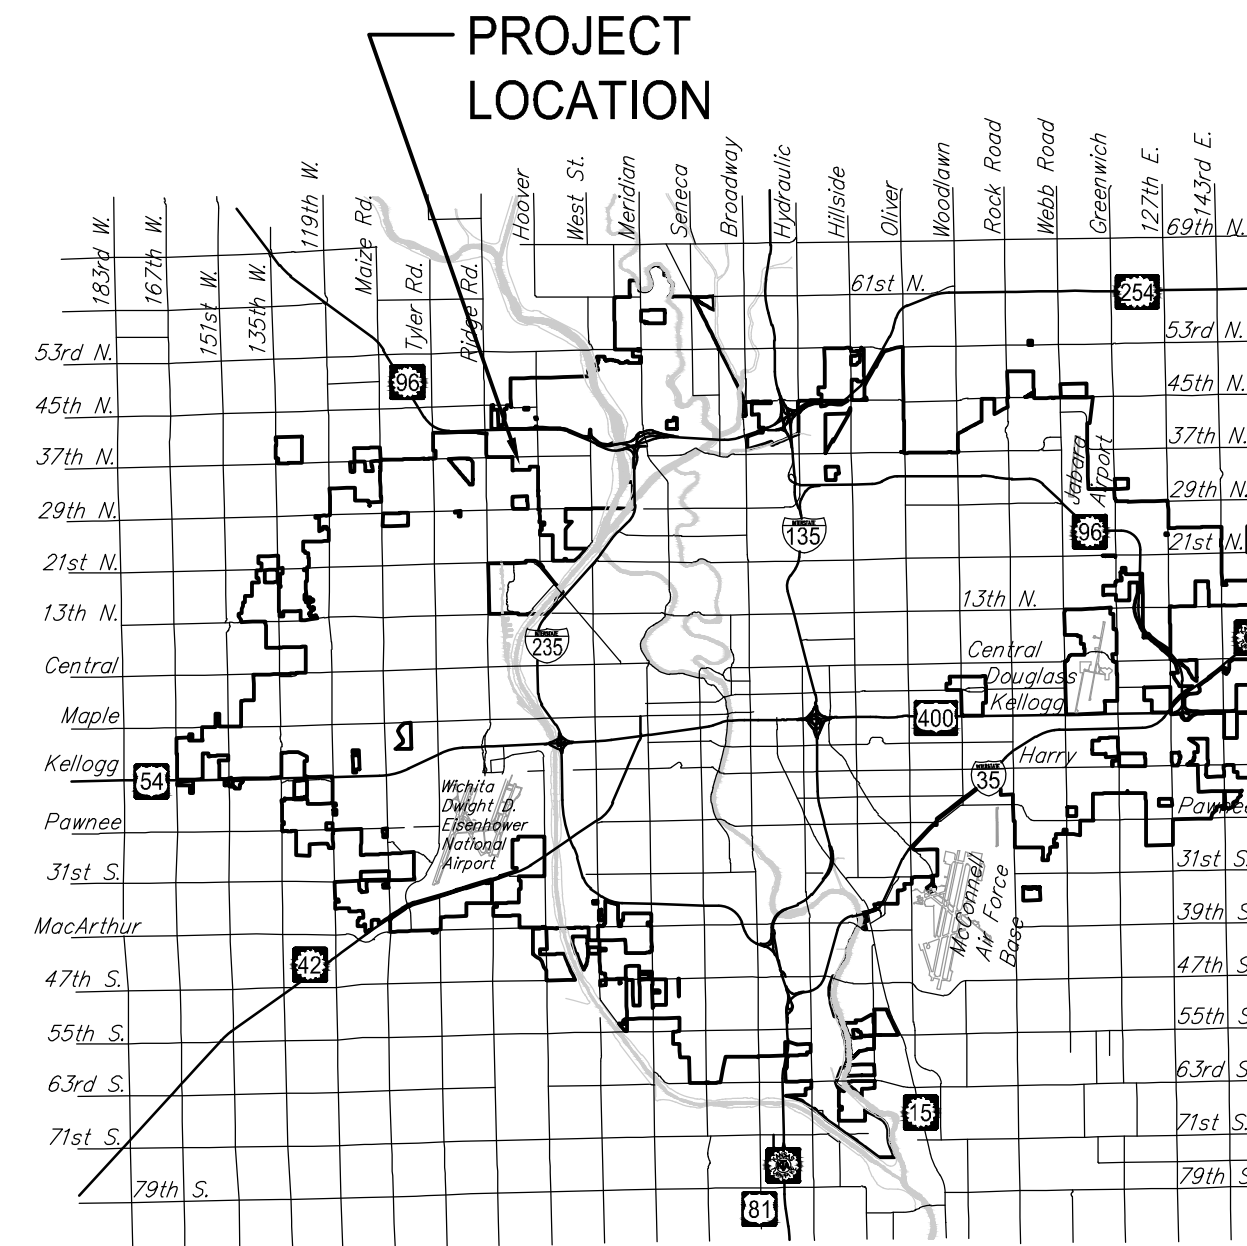 PROJECT
LOCATION
183rd W.
167th W.
151st W.
135th W.
119th W.
Maize Rd.
Tyler Rd.
Ridge Rd.
Hoover
West St.
Meridian
Seneca
Broadway
Hydraulic
Hillside
Oliver
Woodlawn
Rock Road
Webb Road
Greenwich
127th E.
143rd E.
69th N.
61st N.
254
53rd N.
53rd N.
96
45th N.
45th N.
37th N.
37th N.
Jabara
Airport
29th N.
29th N.
135
96
21st N.
21st N.
13th N.
13th N.
235
Central
Central
Douglass
Kellogg
Maple
400
Kellogg
54
Harry
35
Wichita
Dwight D.
Eisenhower
National
Airport
Pawnee
Pawnee
31st S.
31st S.
McConnell
Air Force
Base
39th S.
MacArthur
42
47th S.
47th S
55th S.
55th S
63rd S.
63rd S
15
71st S.
71st S.
79th S.
79th S
81